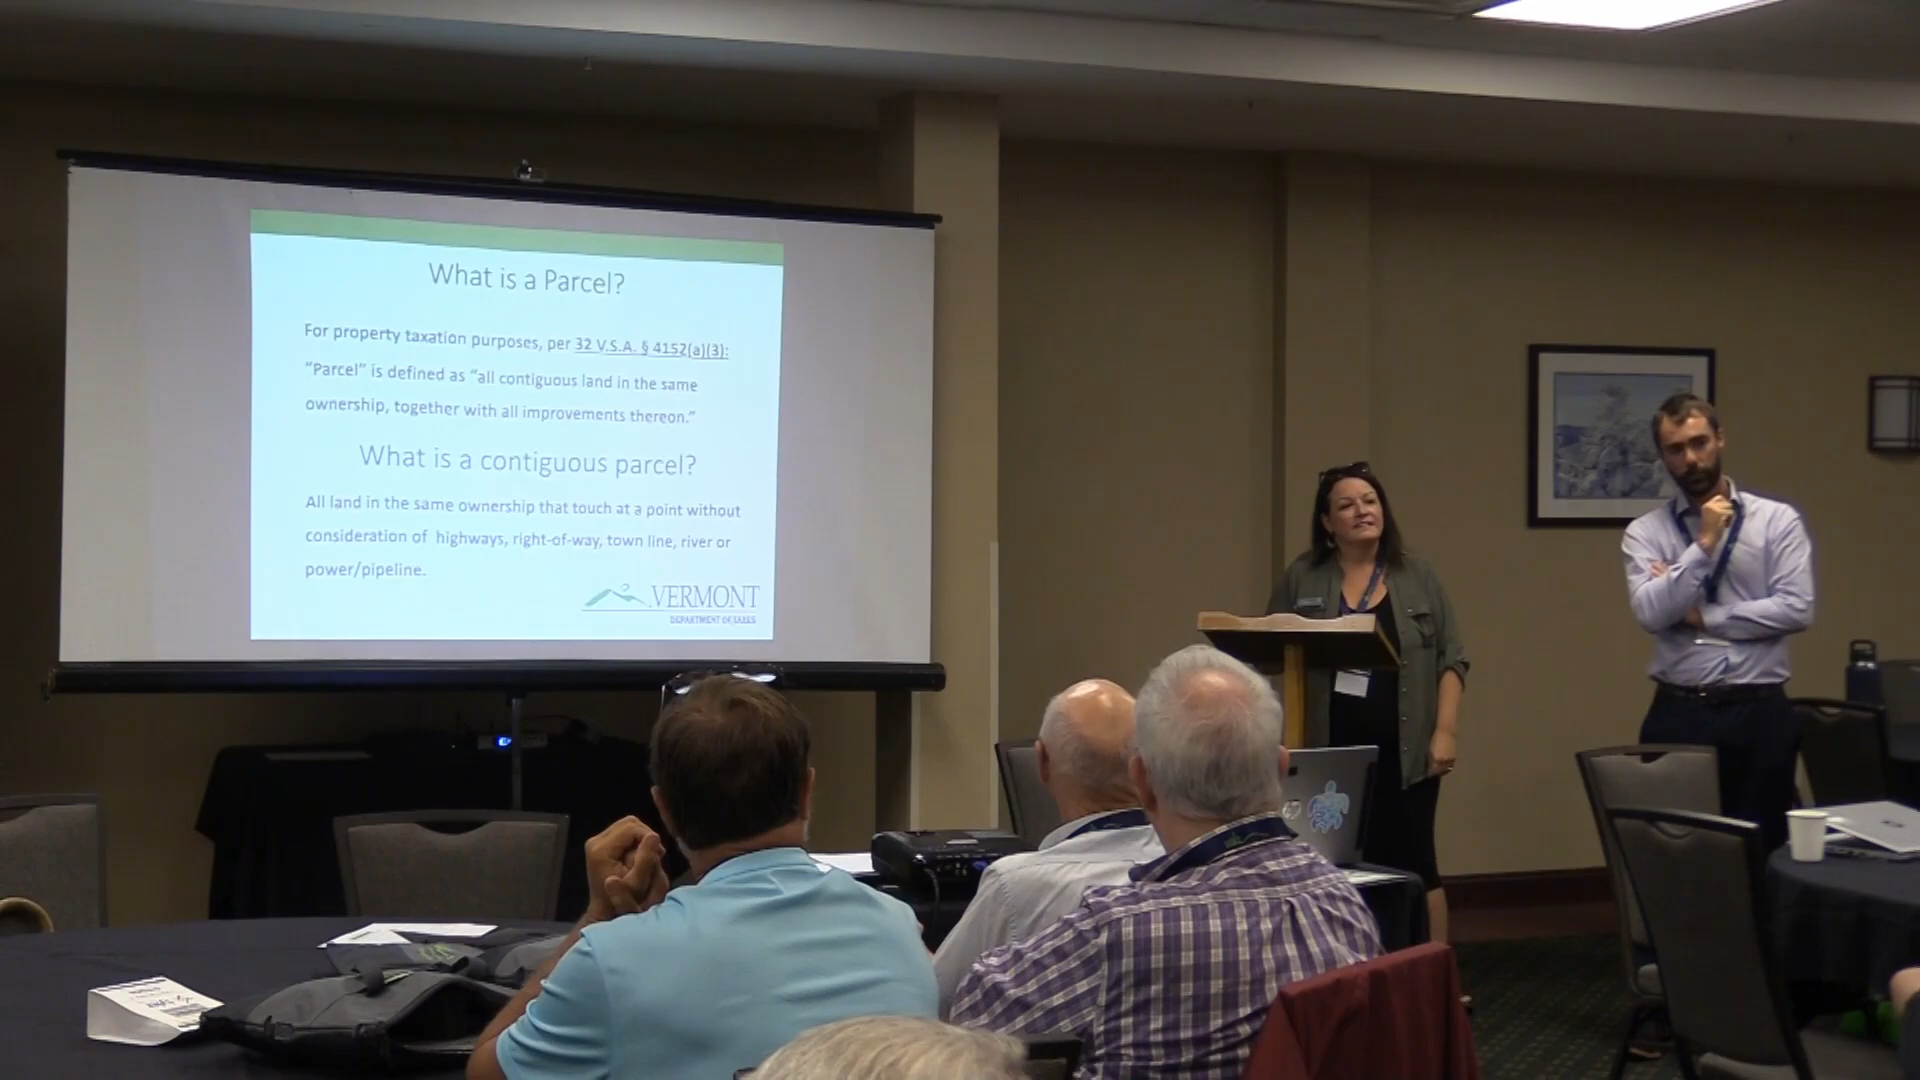 What is a Parcel?
For property taxation purposes, per 32 V.S.A. § 4152(a)(3):
"Parcel" is defined as "all contiguous land in the same
ownership, together with all improvements thereon."
What is a contiguous parcel?
All land in the same ownership that touch at a point without
consideration of highways, right-of-way, town line, river or
power/pipeline.
VERMONT
DEPARTMENT OF TAXES